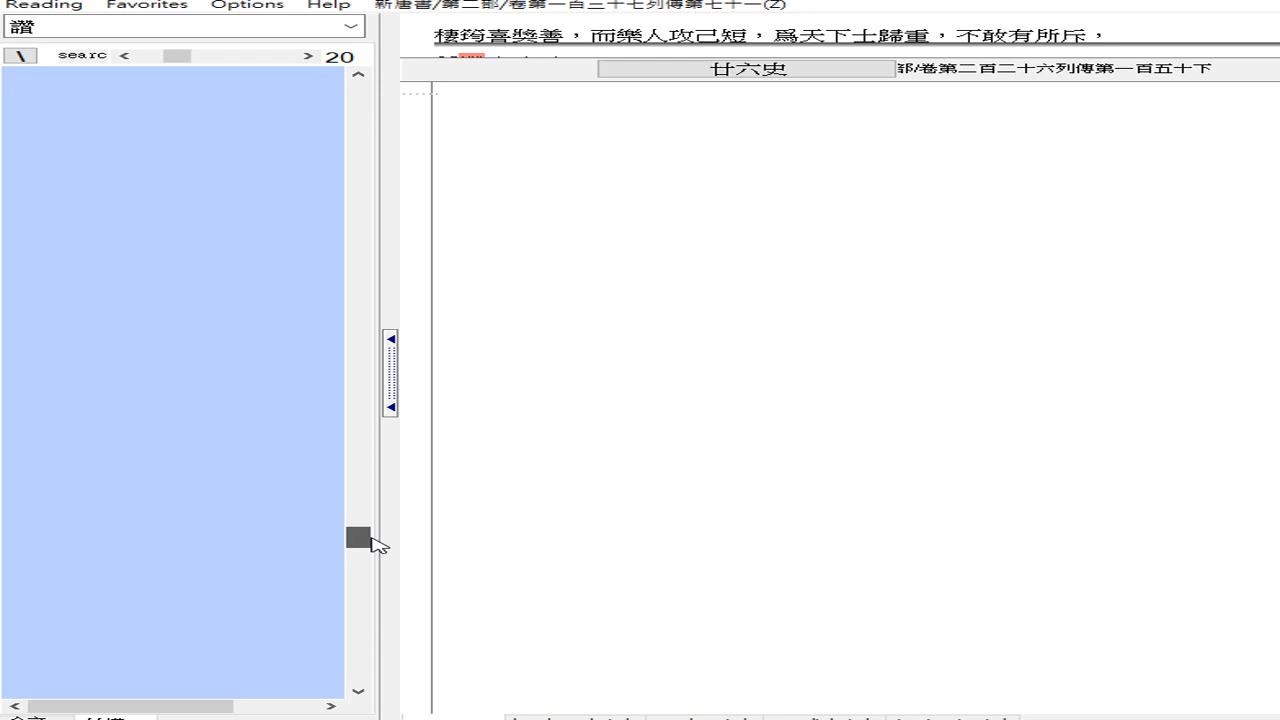 Reading Favorites Options Help 新唐書/第二部/卷第一百三十七列傳第七十一(Z)
讚
\ searc < > 20
棲筠喜獎善，而樂人攻己短，爲天下士歸重，不敢有所斥，
廿六史
部/卷第二百二十六列傳第一百五十下